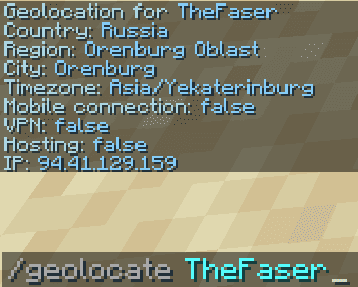 Geolocation for TheFaser
Country: Russia
Region: Orenburg Oblast
City: Orenburg
Timezone: Asia/Yekaterinburg
Mobile connection: false
VPN: false
Hosting: false
IP: 94.41.129.159
/geolocate TheFaser_